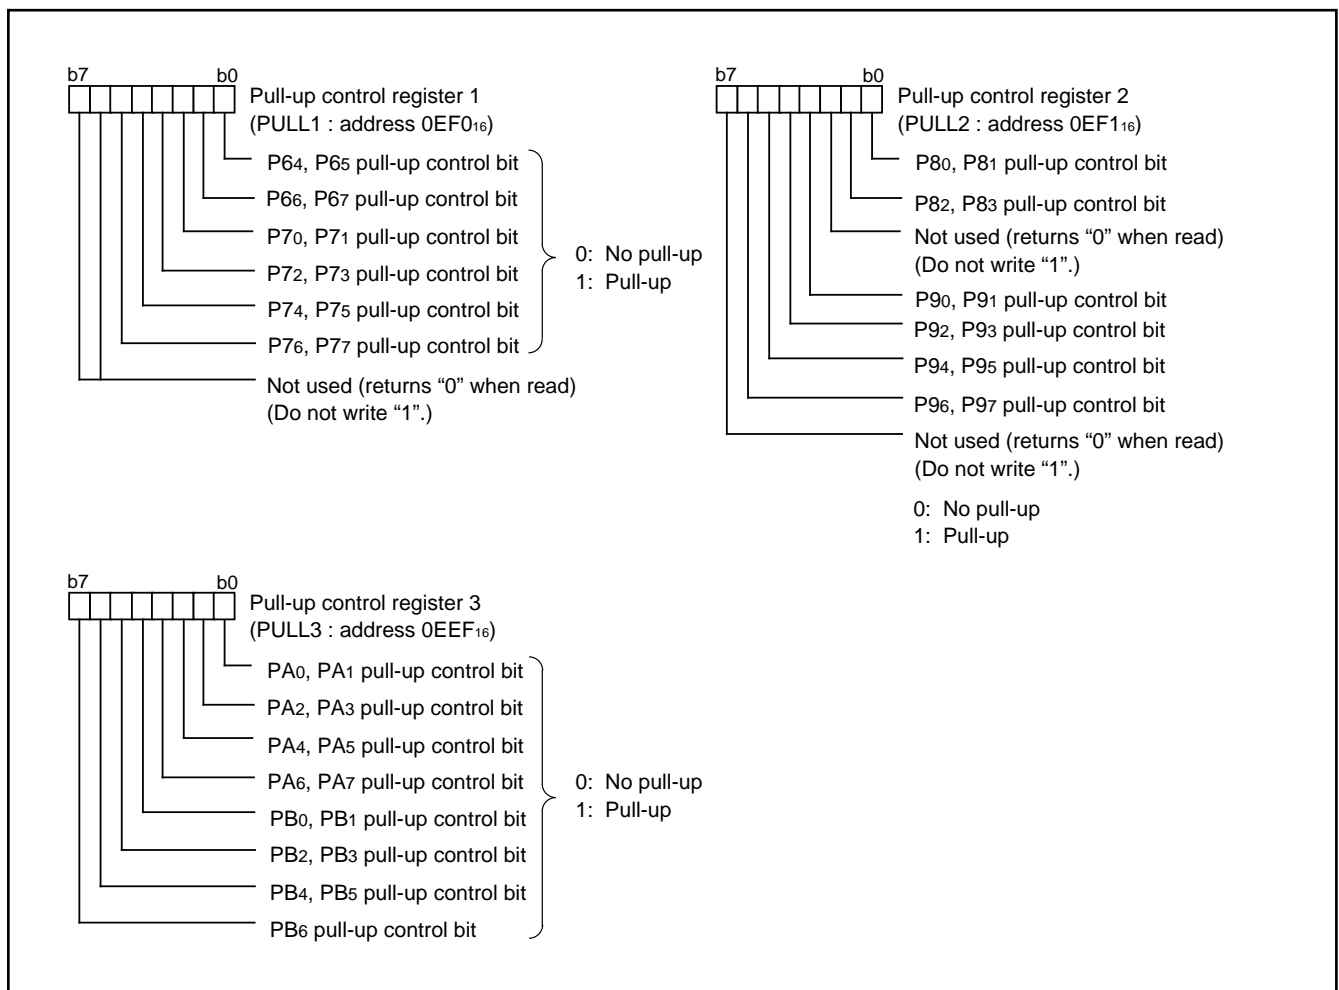 b7 b0
Pull-up control register 1
(PULL1 : address 0EF016)
P64, P65 pull-up control bit
P66, P67 pull-up control bit
P70, P71 pull-up control bit
P72, P73 pull-up control bit
P74, P75 pull-up control bit
P76, P77 pull-up control bit
Not used (returns “0” when read)
(Do not write “1”.)
0: No pull-up
1: Pull-up
b7 b0
Pull-up control register 2
(PULL2 : address 0EF116)
P80, P81 pull-up control bit
P82, P83 pull-up control bit
Not used (returns “0” when read)
(Do not write “1”.)
P90, P91 pull-up control bit
P92, P93 pull-up control bit
P94, P95 pull-up control bit
P96, P97 pull-up control bit
Not used (returns “0” when read)
(Do not write “1”.)
0: No pull-up
1: Pull-up
b7 b0
Pull-up control register 3
(PULL3 : address 0EEF16)
PA0, PA1 pull-up control bit
PA2, PA3 pull-up control bit
PA4, PA5 pull-up control bit
PA6, PA7 pull-up control bit
PB0, PB1 pull-up control bit
PB2, PB3 pull-up control bit
PB4, PB5 pull-up control bit
PB6 pull-up control bit
0: No pull-up
1: Pull-up